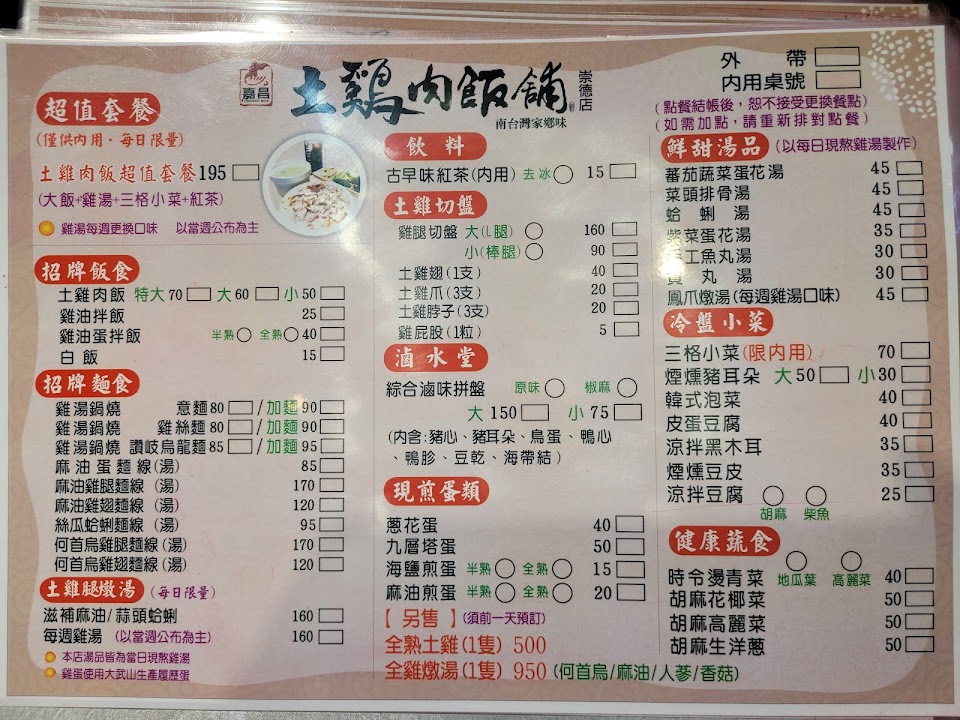 嘉昌
土鷄肉飯舖
崇德店
南台灣家鄉味
外帶
內用桌號
(點餐結帳後，恕不接受更換餐點)
(如需加點，請重新排對點餐)
超值套餐
(僅供內用．每日限量)
土雞肉飯超值套餐195
(大飯+雞湯+三格小菜+紅茶)
雞湯每週更換口味 以當週公布為主
招牌飯食
土雞肉飯 特大70 大60 小50
雞油拌飯 25
雞油蛋拌飯 半熟 全熟 40
白飯 15
招牌麵食
雞湯鍋燒 意麵80/加麵90
雞湯鍋燒 雞絲麵80/加麵90
雞湯鍋燒 讚岐烏龍麵85/加麵95
麻油蛋麵線(湯) 85
麻油雞腿麵線(湯) 170
麻油雞翅麵線(湯) 120
絲瓜蛤蜊麵線(湯) 95
何首烏雞腿麵線(湯) 170
何首烏雞翅麵線(湯) 120
土雞腿燉湯 (每日限量)
滋補麻油/蒜頭蛤蜊 160
每週雞湯 (以當週公布為主) 160
本店湯品皆為當日現熬雞湯
雞蛋使用大武山生產履歷蛋
飲料
古早味紅茶(內用) 去冰 15
土雞切盤
雞腿切盤 大(L腿) 160
小(棒腿) 90
土雞翅(1支) 40
土雞爪(3支) 20
土雞脖子(3支) 20
雞屁股(1粒) 5
滷水堂
綜合滷味拼盤 原味 椒麻
大 150 小 75
(內含:豬心、豬耳朵、鳥蛋、鴨心
、鴨胗、豆乾、海帶結)
現煎蛋類
蔥花蛋 40
九層塔蛋 50
海鹽煎蛋 半熟 全熟 15
麻油煎蛋 半熟 全熟 20
【另售】(須前一天預訂)
全熟土雞(1隻) 500
全雞燉湯(1隻) 950 (何首烏/麻油/人蔘/香菇)
鮮甜湯品 (以每日現熬雞湯製作)
蕃茄蔬菜蛋花湯 45
菜頭排骨湯 45
蛤蜊湯 45
紫菜蛋花湯 35
工魚丸湯 30
丸湯 30
鳳爪燉湯(每週雞湯口味) 45
冷盤小菜
三格小菜(限內用) 70
煙燻豬耳朵 大50 小30
韓式泡菜 40
皮蛋豆腐 40
涼拌黑木耳 35
煙燻豆皮 35
涼拌豆腐 25
胡麻 柴魚
健康蔬食
時令燙青菜 地瓜葉 高麗菜 40
胡麻花椰菜 50
胡麻高麗菜 50
胡麻生洋蔥 50